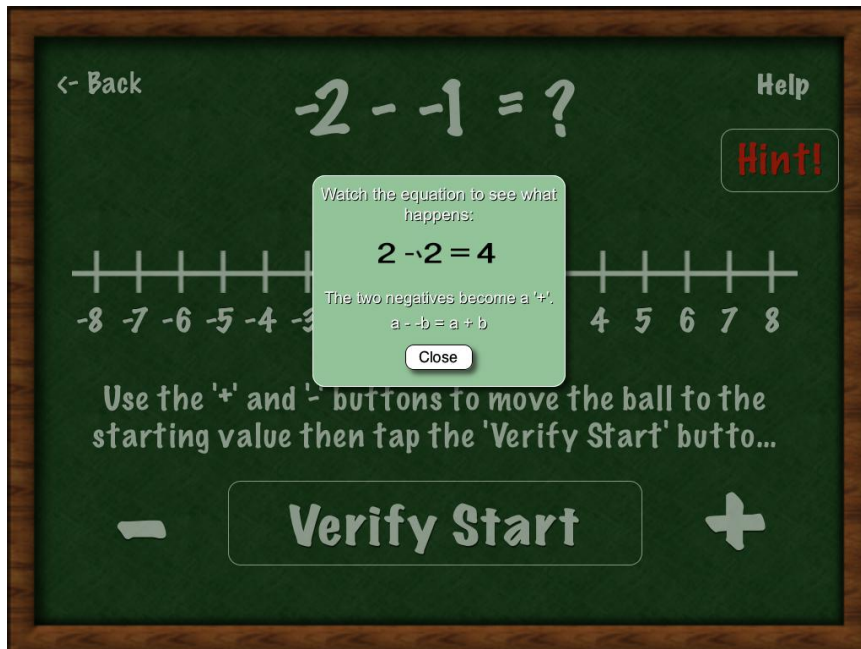 <- Back
-2 - -1 = ?
Help
Hint!
Watch the equation to see what
happens:
2 --2 = 4
The two negatives become a '+'.
a - -b = a + b
Close
-8 -7 -6 -5 -4 -3 4 5 6 7 8
Use the '+' and '-' buttons to move the ball to the
starting value then tap the 'Verify Start' butto...
- Verify Start +